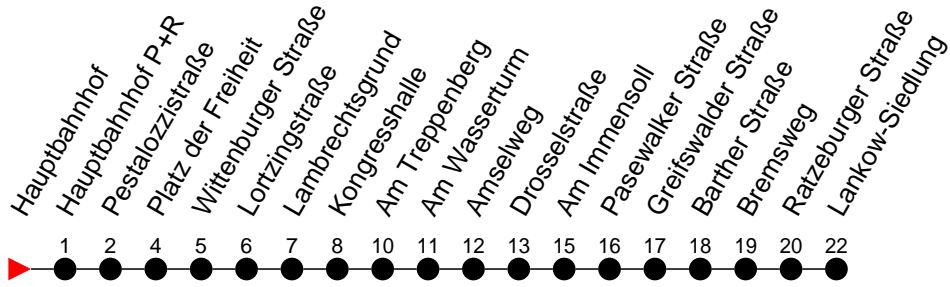 Hauptbahnhof
Hauptbahnhof P+R
Pestalozzistraße
Platz der Freiheit
Wittenburger Straße
Lortzingstraße
Lambrechtsgrund
Kongresshalle
Am Treppenberg
Am Wasserturm
Amselweg
Drosselstraße
Am Immensoll
Pasewalker Straße
Greifswalder Straße
Barther Straße
Bremsweg
Ratzeburger Straße
Lankow-Siedlung
1 2 4 5 6 7 8 10 11 12 13 15 16 17 18 19 20 22